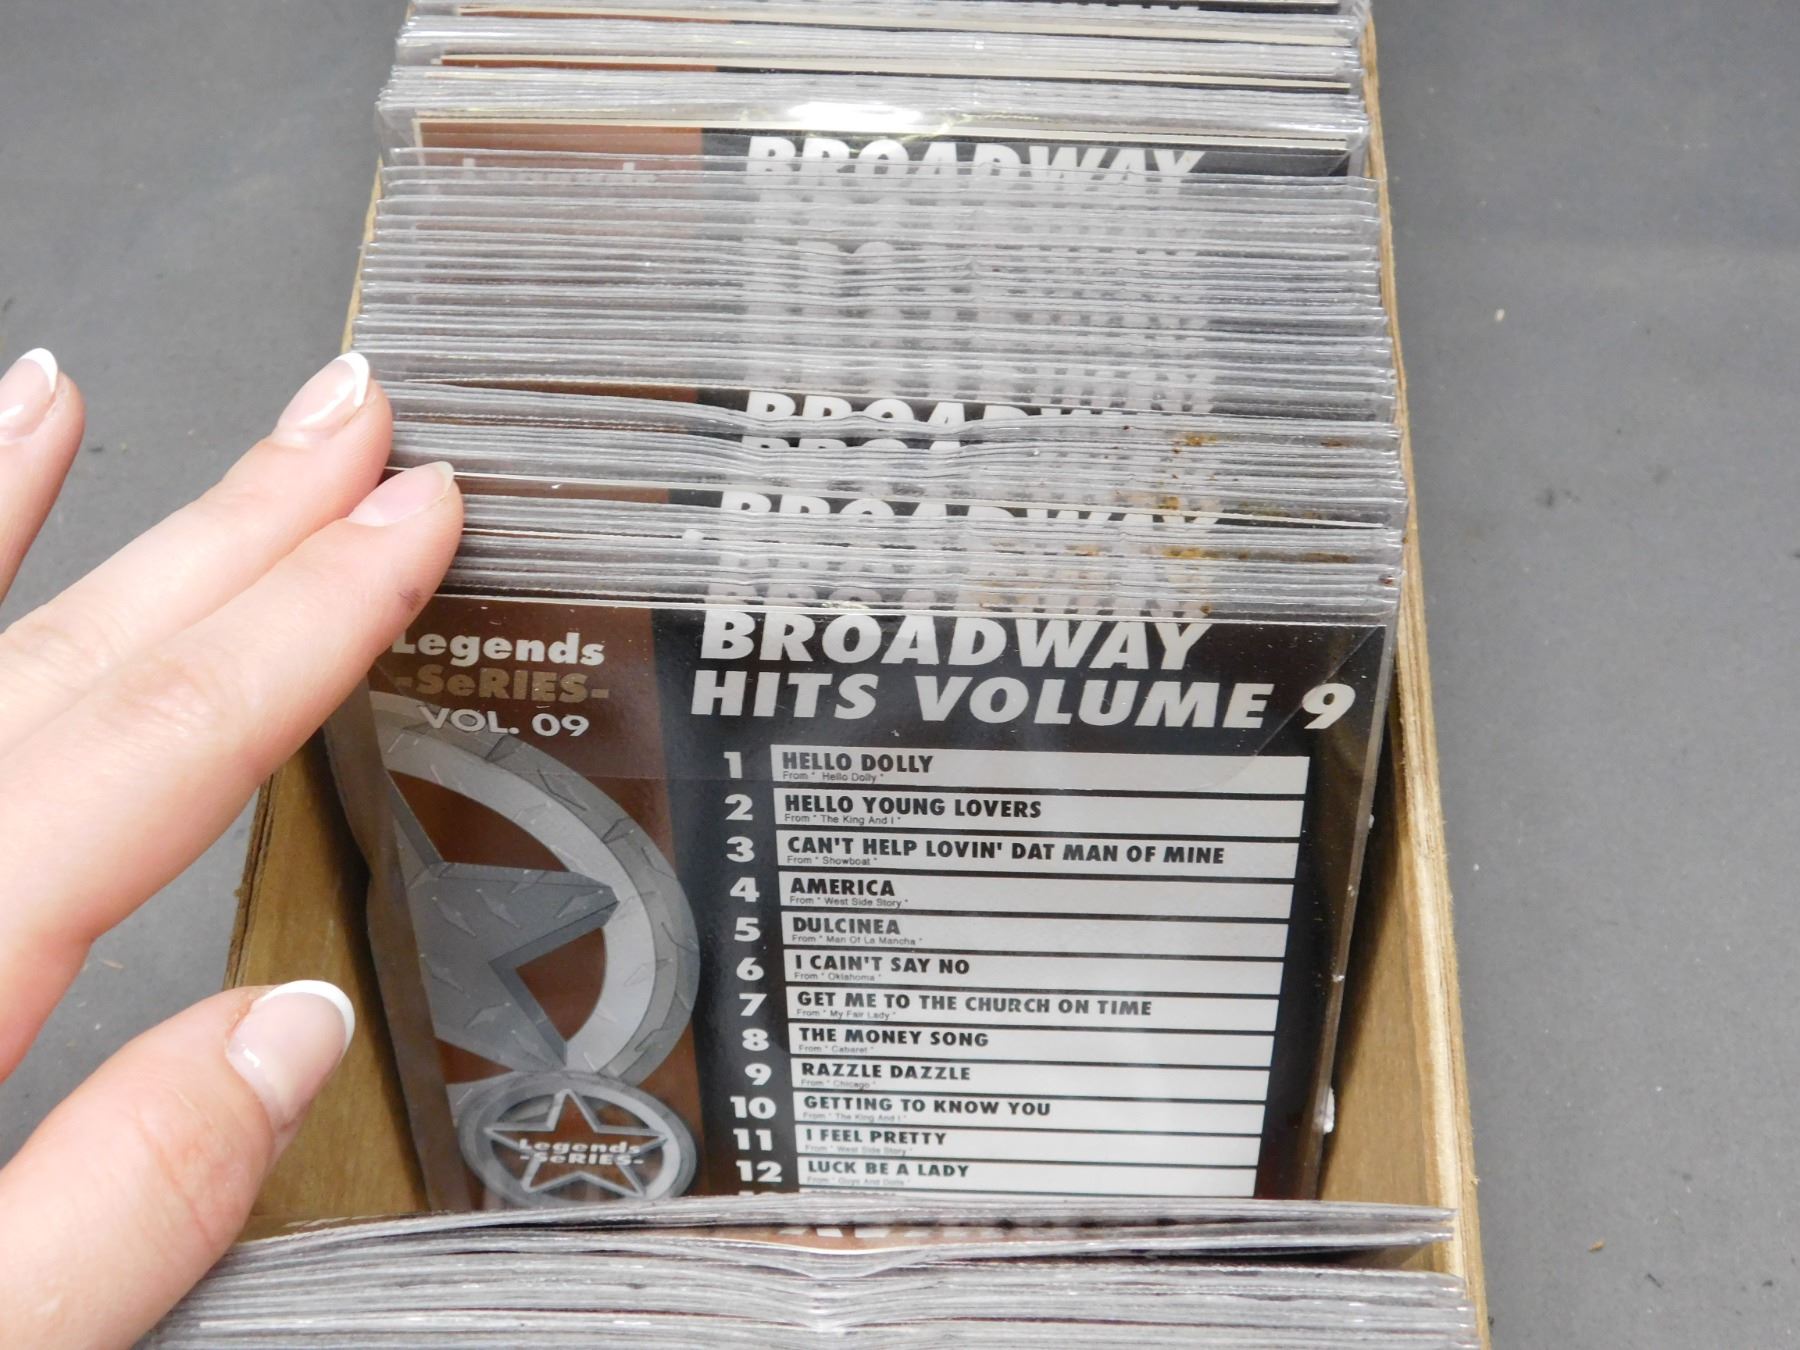 BROADWAY
BROADWAY
BROADWAY
Legends
-SeRIES-
VOL. 09
BROADWAY
HITS VOLUME 9
1 HELLO DOLLY
From " Hello Dolly "
2 HELLO YOUNG LOVERS
From " The King And I "
3 CAN'T HELP LOVIN' DAT MAN OF MINE
From " Showboat "
4 AMERICA
From " West Side Story "
5 DULCINEA
From " Man Of La Mancha "
6 I CAIN'T SAY NO
From " Oklahoma "
7 GET ME TO THE CHURCH ON TIME
From " My Fair Lady "
8 THE MONEY SONG
From " Cabaret "
9 RAZZLE DAZZLE
From " Chicago "
10 GETTING TO KNOW YOU
From " The King And I "
11 I FEEL PRETTY
From " West Side Story "
12 LUCK BE A LADY
From " Guys And Dolls "
Legends
-SeRIES-